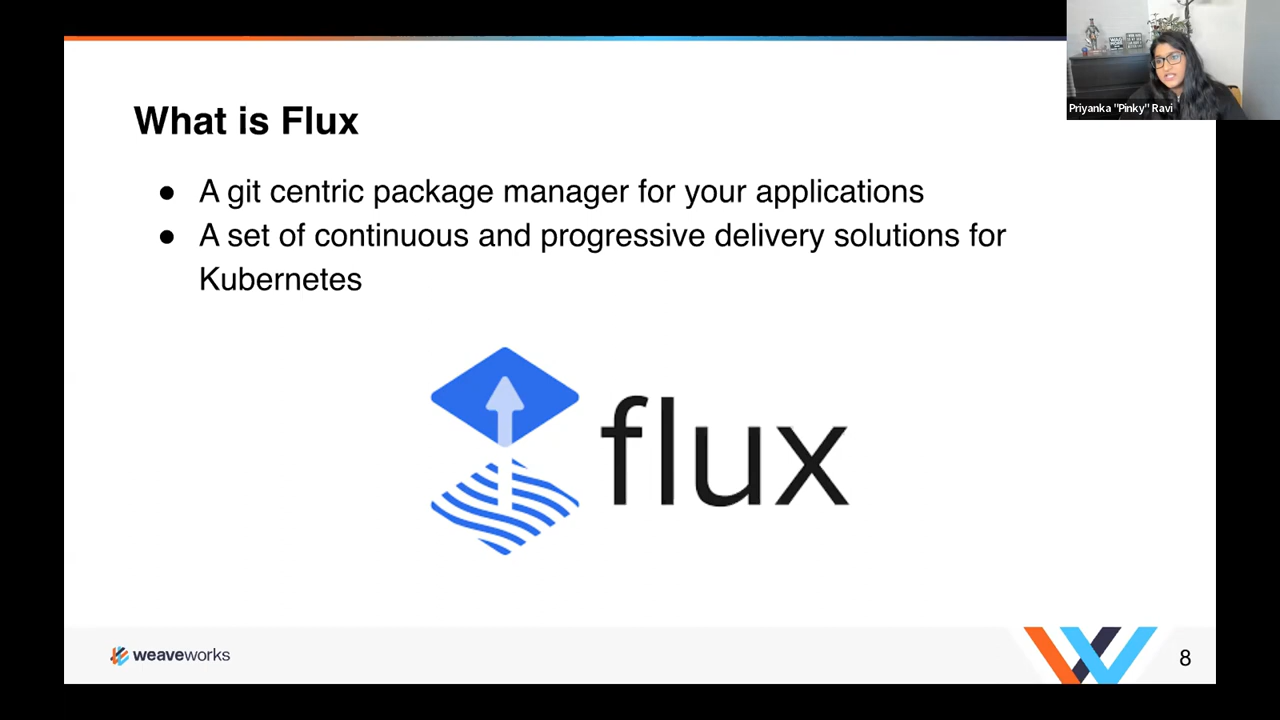 Priyanka "Pinky" Ravi
What is Flux
● A git centric package manager for your applications
● A set of continuous and progressive delivery solutions for
Kubernetes
flux
weaveworks
8